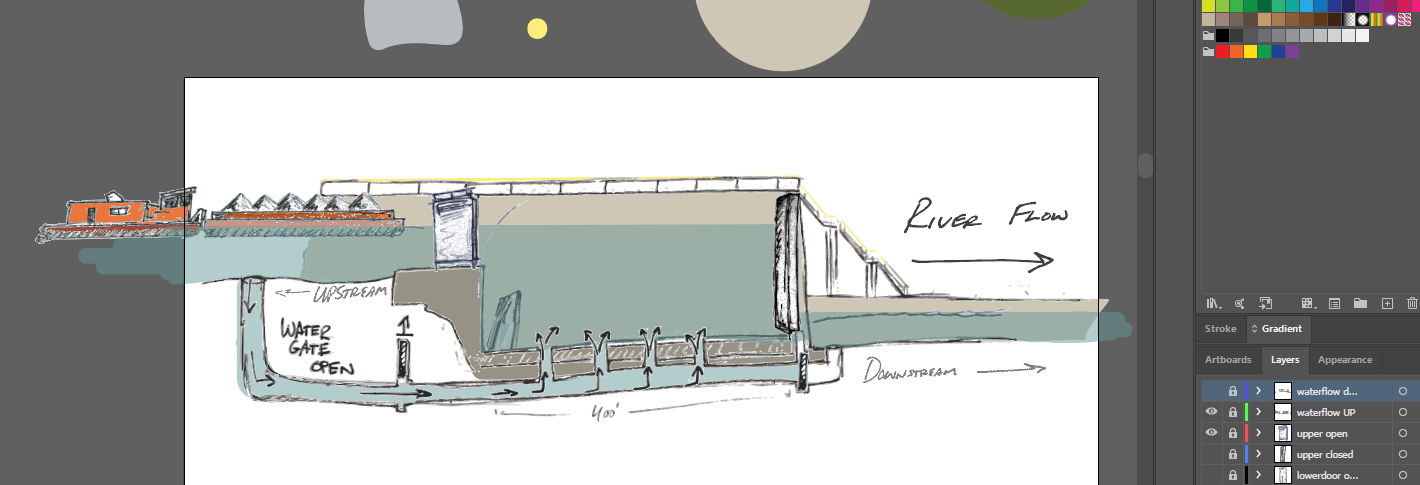 RIVER FLOW
UPSTREAM
WATER
GATE
OPEN
DOWNSTREAM
400'
Stroke
Gradient
Artboards
Layers
Appearance
waterflow d...
waterflow UP
upper open
upper closed
lowerdoor o...